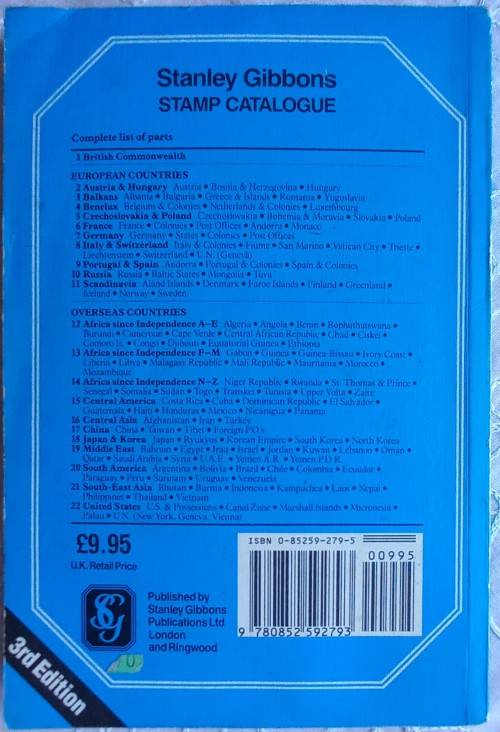 Stanley Gibbons
STAMP CATALOGUE
Complete list of parts
1 British Commonwealth
EUROPEAN COUNTRIES
2 Austria & Hungary Austria • Bosnia & Herzegovina • Hungary
3 Balkans Albania • Bulgaria • Greece & Islands • Rumania • Yugoslavia
4 Benelux Belgium & Colonies • Netherlands & Colonies • Luxembourg
5 Czechoslovakia & Poland Czechoslovakia • Bohemia & Moravia • Slovakia • Poland
6 France France • Colonies • Post Offices • Andorra • Monaco
7 Germany Germany • States • Colonies • Post Offices
8 Italy & Switzerland Italy & Colonies • Fiume • San Marino • Vatican City • Trieste •
Liechtenstein • Switzerland • U.N. (Geneva)
9 Portugal & Spain Andorra • Portugal & Colonies • Spain & Colonies
10 Russia Russia • Baltic States • Mongolia • Tuva
11 Scandinavia Aland Islands • Denmark • Faroe Islands • Finland • Greenland •
Iceland • Norway • Sweden
OVERSEAS COUNTRIES
12 Africa since Independence A–E Algeria • Angola • Benin • Bophuthatswana •
Burundi • Cameroun • Cape Verde • Central African Republic • Chad • Ciskei •
Comoro Is. • Congo • Djibouti • Equatorial Guinea • Ethiopia
13 Africa since Independence F–M Gabon • Guinea • Guinea-Bissau • Ivory Coast •
Liberia • Libya • Malagasy Republic • Mali Republic • Mauritania • Morocco •
Mozambique
14 Africa since Independence N–Z Niger Republic • Rwanda • St. Thomas & Prince •
Senegal • Somalia • Sudan • Togo • Transkei • Tunisia • Upper Volta • Zaire
15 Central America Costa Rica • Cuba • Dominican Republic • El Salvador •
Guatemala • Haiti • Honduras • Mexico • Nicaragua • Panama
16 Central Asia Afghanistan • Iran • Turkey
17 China China • Taiwan • Tibet • Foreign P.O.s
18 Japan & Korea Japan • Ryukyus • Korean Empire • South Korea • North Korea
19 Middle East Bahrain • Egypt • Iraq • Israel • Jordan • Kuwait • Lebanon • Oman •
Qatar • Saudi Arabia • Syria • U.A.E. • Yemen A.R. • Yemen P.D.R.
20 South America Argentina • Bolivia • Brazil • Chile • Colombia • Ecuador •
Paraguay • Peru • Surinam • Uruguay • Venezuela
21 South-East Asia Bhutan • Burma • Indonesia • Kampuchea • Laos • Nepal •
Philippines • Thailand • Vietnam
22 United States U.S. & Possessions • Canal Zone • Marshall Islands • Micronesia •
Palau • U.N. (New York, Geneva, Vienna)
£9.95
U.K. Retail Price
ISBN 0-85259-279-5
00995
9 780852 592793
SG
Published by
Stanley Gibbons
Publications Ltd
London
and Ringwood
3rd Edition